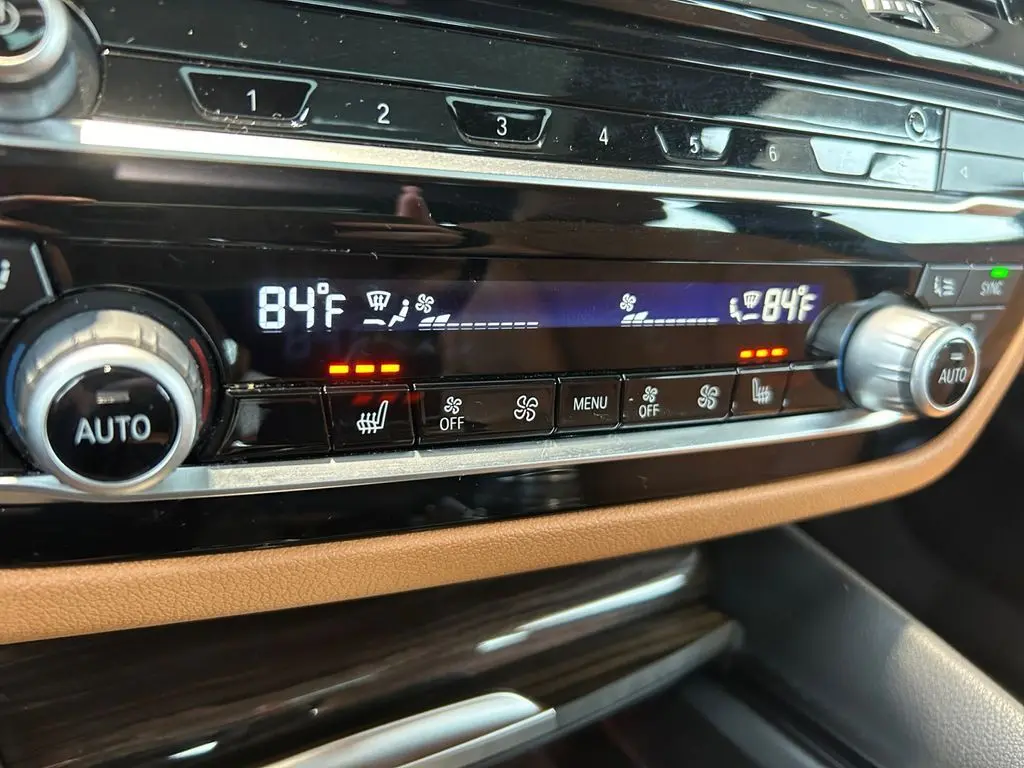 1 2 3 4 5 6
84°F 84°F
SYNC
AUTO OFF MENU OFF AUTO